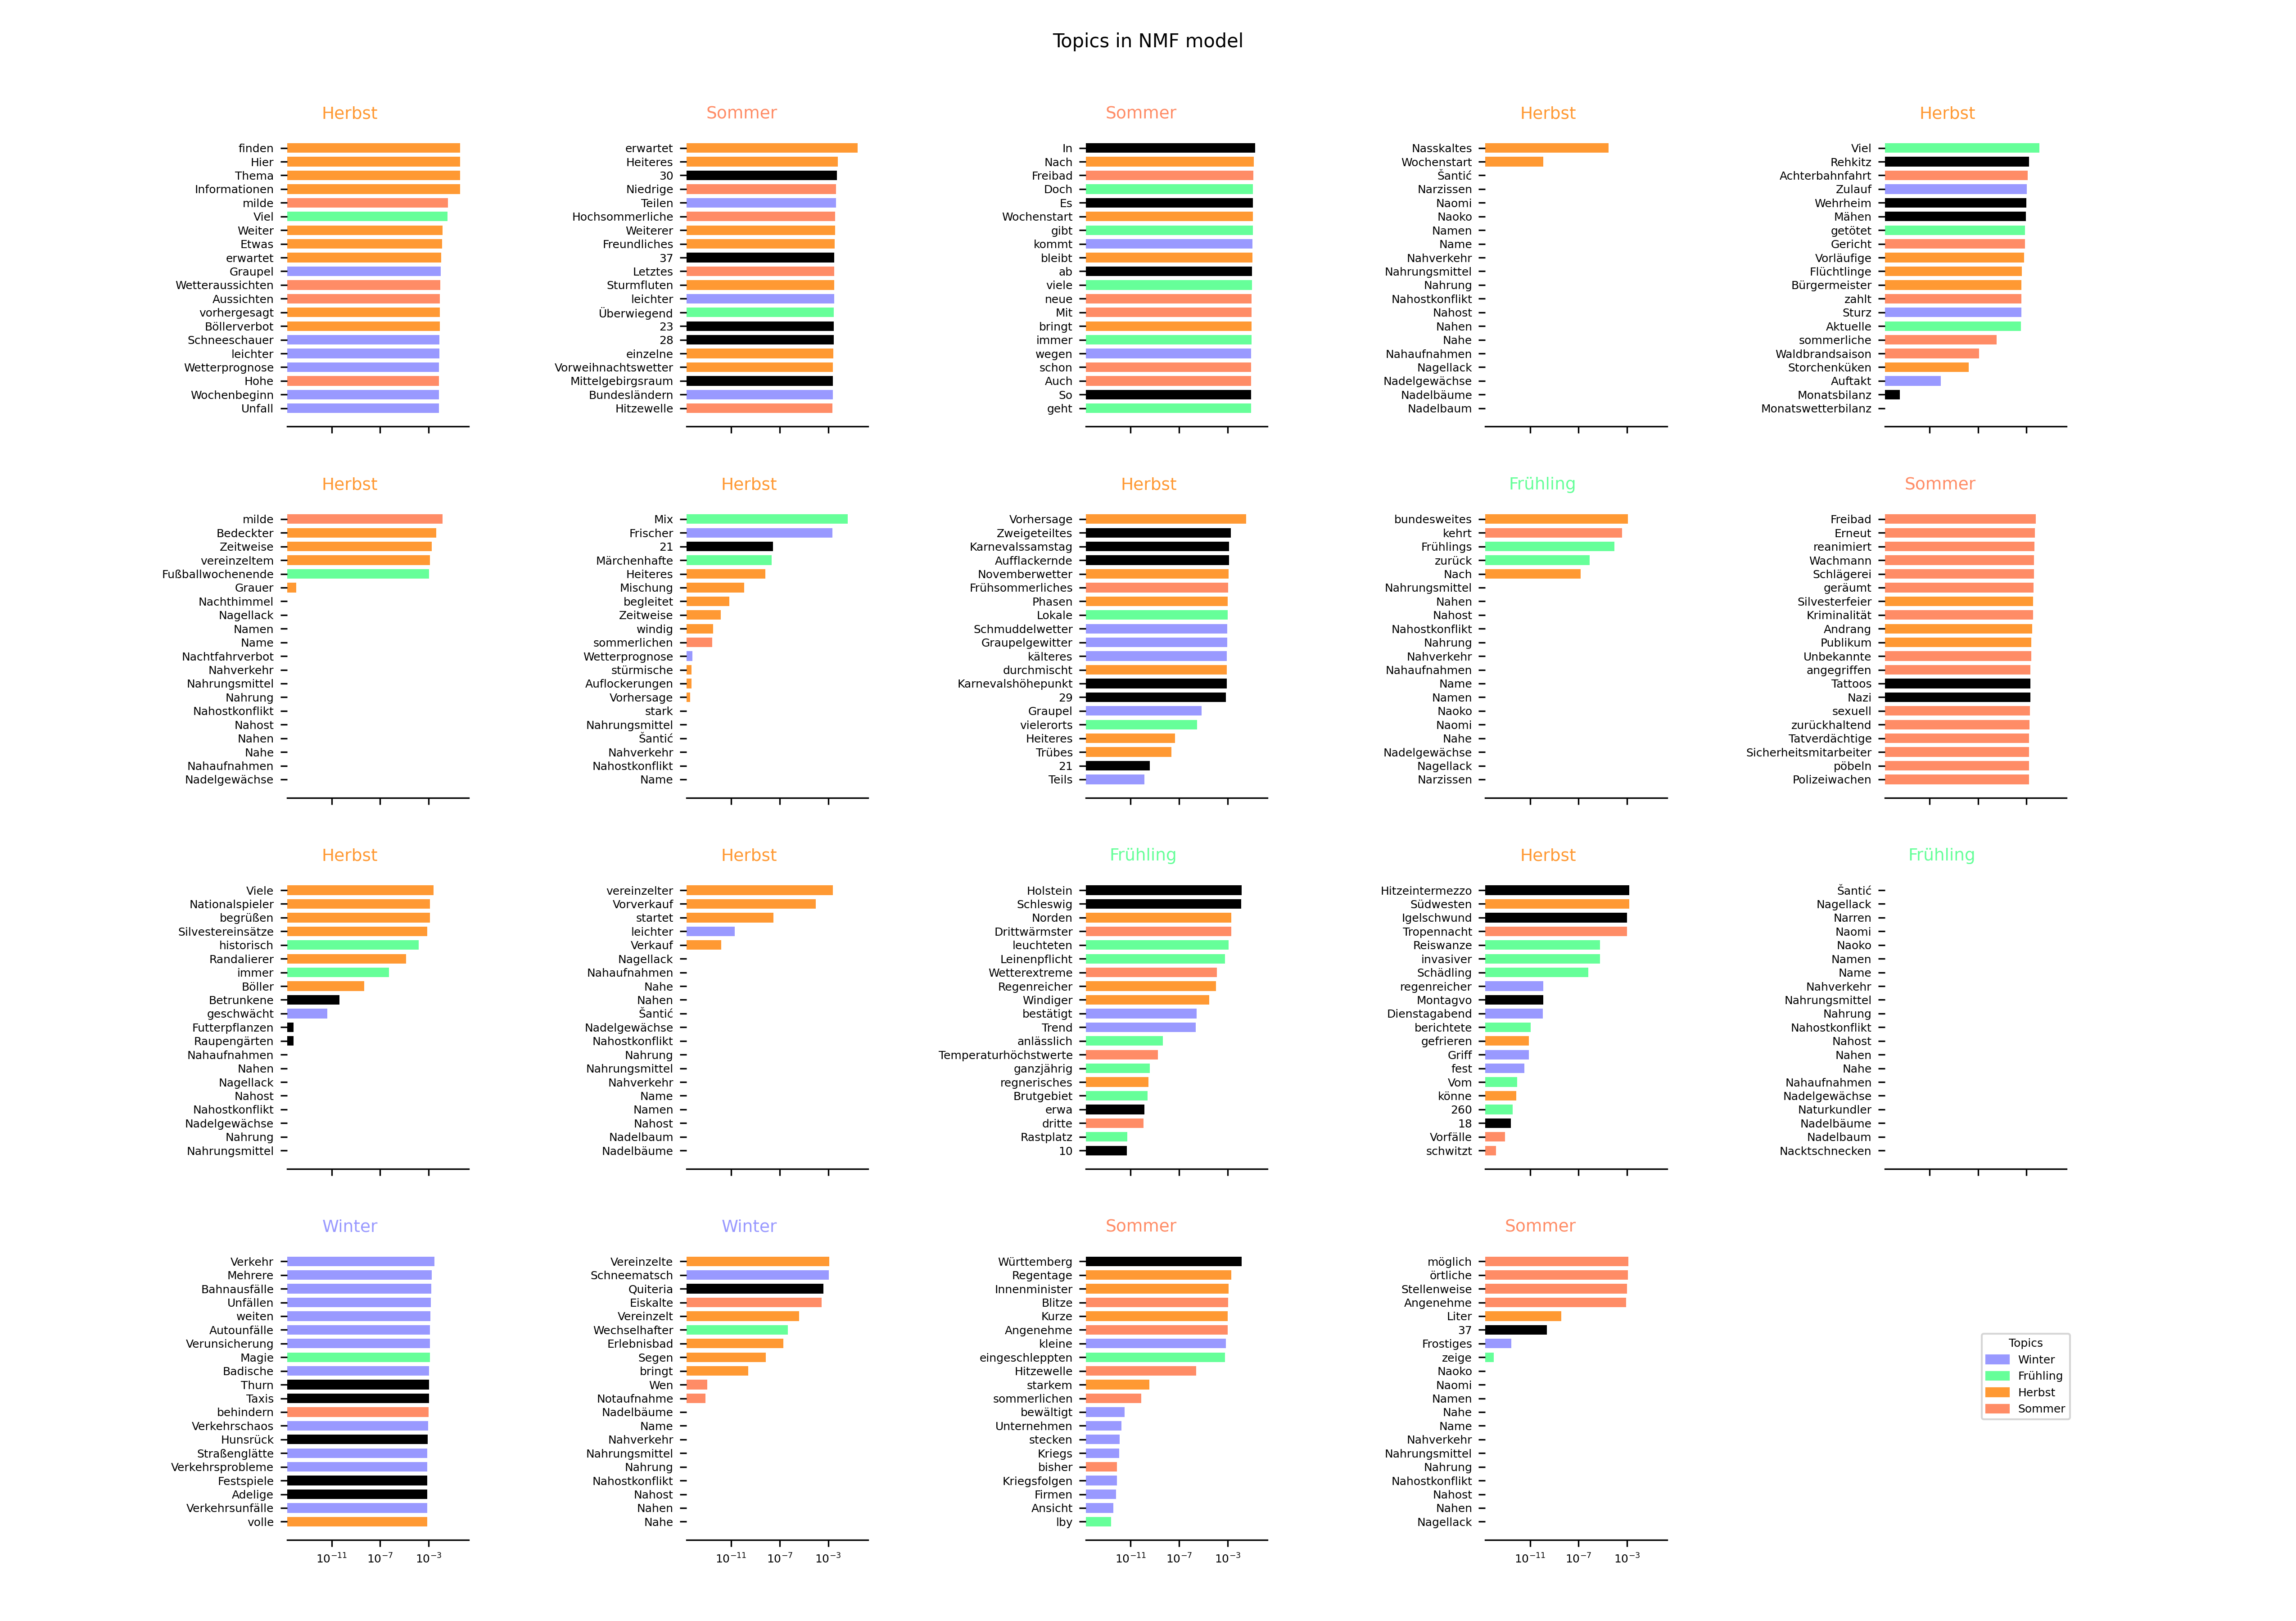 Topics in NMF model
Herbst
finden
Hier
Thema
Informationen
milde
Viel
Weiter
Etwas
erwartet
Graupel
Wetteraussichten
Aussichten
vorhergesagt
Böllerverbot
Schneeschauer
leichter
Wetterprognose
Hohe
Wochenbeginn
Unfall
Sommer
erwartet
Heiteres
30
Niedrige
Teilen
Hochsommerliche
Weiterer
Freundliches
37
Letztes
Sturmfluten
leichter
Überwiegend
23
28
einzelne
Vorweihnachtswetter
Mittelgebirgsraum
Bundesländern
Hitzewelle
Sommer
In
Nach
Freibad
Doch
Es
Wochenstart
gibt
kommt
bleibt
ab
viele
neue
Mit
bringt
immer
wegen
schon
Auch
So
geht
Herbst
Nasskaltes
Wochenstart
Šantić
Narzissen
Naomi
Naoko
Namen
Name
Nahverkehr
Nahrungsmittel
Nahrung
Nahostkonflikt
Nahost
Nahen
Nahe
Nahaufnahmen
Nagellack
Nadelgewächse
Nadelbäume
Nadelbaum
Herbst
Viel
Rehkitz
Achterbahnfahrt
Zulauf
Wehrheim
Mähen
getötet
Gericht
Vorläufige
Flüchtlinge
Bürgermeister
zahlt
Sturz
Aktuelle
sommerliche
Waldbrandsaison
Storchenküken
Auftakt
Monatsbilanz
Monatswetterbilanz
Herbst
milde
Bedeckter
Zeitweise
vereinzeltem
Fußballwochenende
Grauer
Nachthimmel
Nagellack
Namen
Name
Nachtfahrverbot
Nahverkehr
Nahrungsmittel
Nahrung
Nahostkonflikt
Nahost
Nahen
Nahe
Nahaufnahmen
Nadelgewächse
Herbst
Mix
Frischer
21
Märchenhafte
Heiteres
Mischung
begleitet
Zeitweise
windig
sommerlichen
Wetterprognose
stürmische
Auflockerungen
Vorhersage
stark
Nahrungsmittel
Šantić
Nahverkehr
Nahostkonflikt
Name
Herbst
Vorhersage
Zweigeteiltes
Karnevalssamstag
Aufflackernde
Novemberwetter
Frühsommerliches
Phasen
Lokale
Schmuddelwetter
Graupelgewitter
kälteres
durchmischt
Karnevalshöhepunkt
29
Graupel
vielerorts
Heiteres
Trübes
21
Teils
Frühling
bundesweites
kehrt
Frühlings
zurück
Nach
Nahrungsmittel
Nahen
Nahost
Nahostkonflikt
Nahrung
Nahverkehr
Nahaufnahmen
Name
Namen
Naoko
Naomi
Nahe
Nadelgewächse
Nagellack
Narzissen
Sommer
Freibad
Erneut
reanimiert
Wachmann
Schlägerei
geräumt
Silvesterfeier
Kriminalität
Andrang
Publikum
Unbekannte
angegriffen
Tattoos
Nazi
sexuell
zurückhaltend
Tatverdächtige
Sicherheitsmitarbeiter
pöbeln
Polizeiwachen
Herbst
Viele
Nationalspieler
begrüßen
Silvestereinsätze
historisch
Randalierer
immer
Böller
Betrunkene
geschwächt
Futterpflanzen
Raupengärten
Nahaufnahmen
Nahen
Nagellack
Nahost
Nahostkonflikt
Nadelgewächse
Nahrung
Nahrungsmittel
Herbst
vereinzelter
Vorverkauf
startet
leichter
Verkauf
Nagellack
Nahaufnahmen
Nahe
Nahen
Šantić
Nadelgewächse
Nahostkonflikt
Nahrung
Nahrungsmittel
Nahverkehr
Name
Namen
Nahost
Nadelbaum
Nadelbäume
Frühling
Holstein
Schleswig
Norden
Drittwärmster
leuchteten
Leinenpflicht
Wetterextreme
Regenreicher
Windiger
bestätigt
Trend
anlässlich
Temperaturhöchstwerte
ganzjährig
regnerisches
Brutgebiet
erwa
dritte
Rastplatz
10
Herbst
Hitzeintermezzo
Südwesten
Igelschwund
Tropennacht
Reiswanze
invasiver
Schädling
regenreicher
Montagvo
Dienstagabend
berichtete
gefrieren
Griff
fest
Vom
könne
260
18
Vorfälle
schwitzt
Frühling
Šantić
Nagellack
Narren
Naomi
Naoko
Namen
Name
Nahverkehr
Nahrungsmittel
Nahrung
Nahostkonflikt
Nahost
Nahen
Nahe
Nahaufnahmen
Nadelgewächse
Naturkundler
Nadelbäume
Nadelbaum
Nacktschnecken
Winter
Verkehr
Mehrere
Bahnausfälle
Unfällen
weiten
Autounfälle
Verunsicherung
Magie
Badische
Thurn
Taxis
behindern
Verkehrschaos
Hunsrück
Straßenglätte
Verkehrsprobleme
Festspiele
Adelige
Verkehrsunfälle
volle
10⁻¹¹ 10⁻⁷ 10⁻³
Winter
Vereinzelte
Schneematsch
Quiteria
Eiskalte
Vereinzelt
Wechselhafter
Erlebnisbad
Segen
bringt
Wen
Notaufnahme
Nadelbäume
Name
Nahverkehr
Nahrungsmittel
Nahrung
Nahostkonflikt
Nahost
Nahen
Nahe
10⁻¹¹ 10⁻⁷ 10⁻³
Sommer
Württemberg
Regentage
Innenminister
Blitze
Kurze
Angenehme
kleine
eingeschleppten
Hitzewelle
starkem
sommerlichen
bewältigt
Unternehmen
stecken
Kriegs
bisher
Kriegsfolgen
Firmen
Ansicht
lby
10⁻¹¹ 10⁻⁷ 10⁻³
Sommer
möglich
örtliche
Stellenweise
Angenehme
Liter
37
Frostiges
zeige
Naoko
Naomi
Namen
Nahe
Name
Nahverkehr
Nahrungsmittel
Nahrung
Nahostkonflikt
Nahost
Nahen
Nagellack
10⁻¹¹ 10⁻⁷ 10⁻³
Topics
Winter
Frühling
Herbst
Sommer